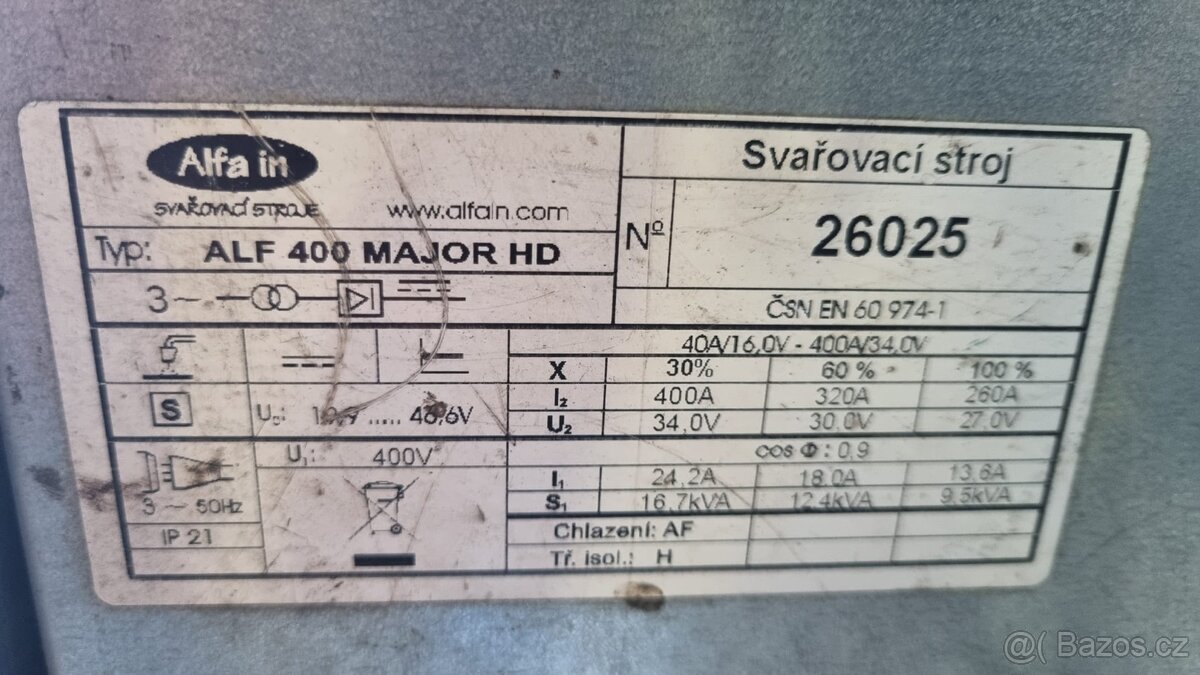 Alfa in
SVAŘOVACÍ STROJE www.alfain.com
Svařovací stroj
Typ: ALF 400 MAJOR HD
Nº 26025
3~
ČSN EN 60 974-1
40A/16,0V - 400A/34,0V
X 30% 60 % 100 %
I₂ 400A 320A 260A
S U₀: ..... 48,6V
U₂ 34,0V 30,0V 27,0V
U₁: 400V
cos Φ : 0,9
I₁ 24,2A 18,0A 13,6A
3 ~ 50Hz
S₁ 16,7kVA 12,4kVA 9,5kVA
IP 21
Chlazení: AF
Tř. isol.: H
Bazos.cz